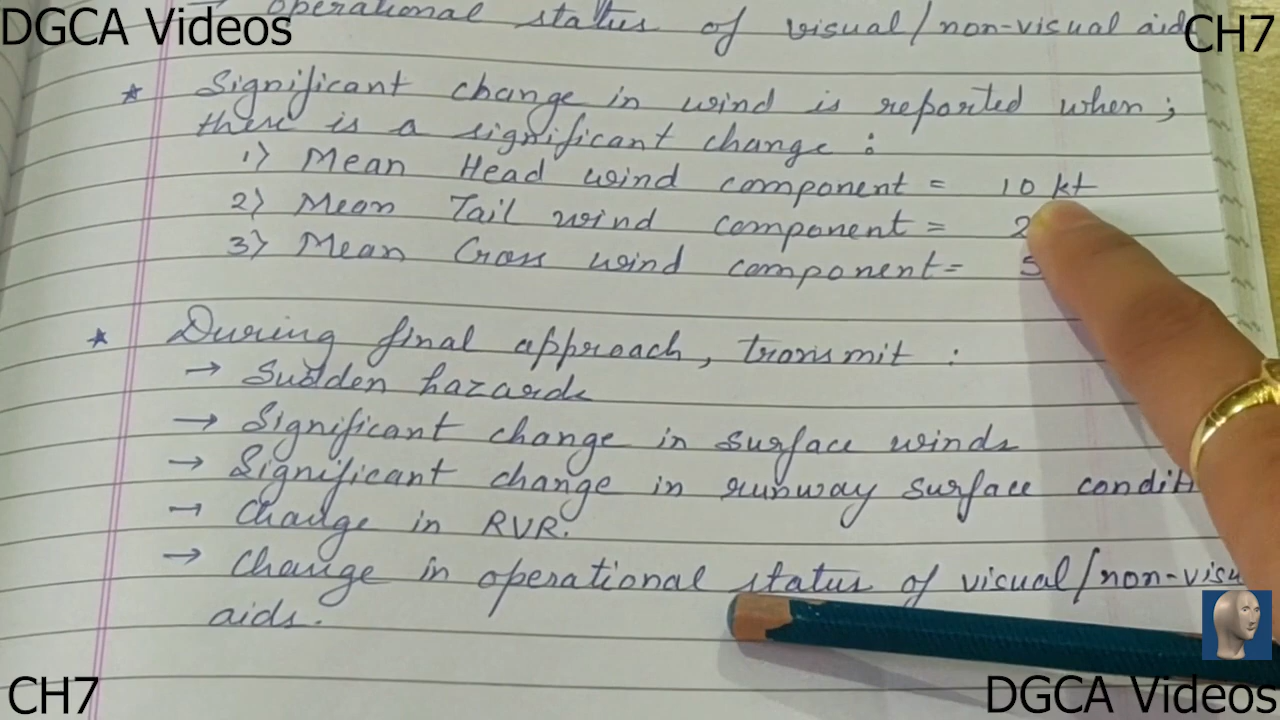 DGCA Videos
CH7
operational status of visual/non-visual aids
* Significant change in wind is reported when;
there is a significant change:
1) Mean Head wind component = 10 kt
2) Mean Tail wind component = 2
3) Mean Cross wind component = 5
* During final approach, transmit :
→ Sudden hazards
→ Significant change in surface winds
→ Significant change in runway surface condit
→ Change in RVR.
→ Change in operational status of visual/non-visu
aids.
CH7
DGCA Videos